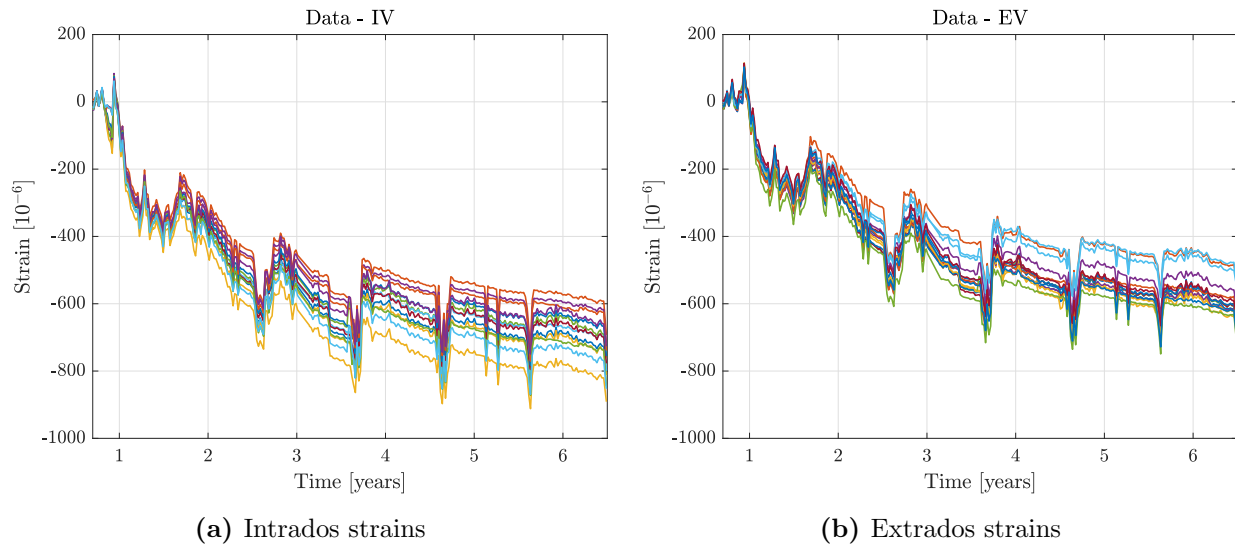 Data - IV
200
0
-200
-400
-600
-800
-1000
Strain [10⁻⁶]
1 2 3 4 5 6
Time [years]
(a) Intrados strains
Data - EV
200
0
-200
-400
-600
-800
-1000
Strain [10⁻⁶]
1 2 3 4 5 6
Time [years]
(b) Extrados strains